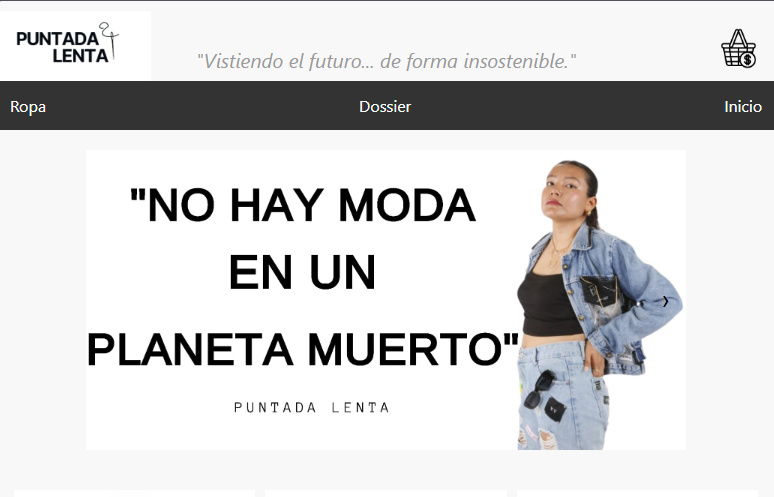 PUNTADA
LENTA
"Vistiendo el futuro... de forma insostenible."
$
Ropa Dossier Inicio
"NO HAY MODA
EN UN
PLANETA MUERTO"
PUNTADA LENTA